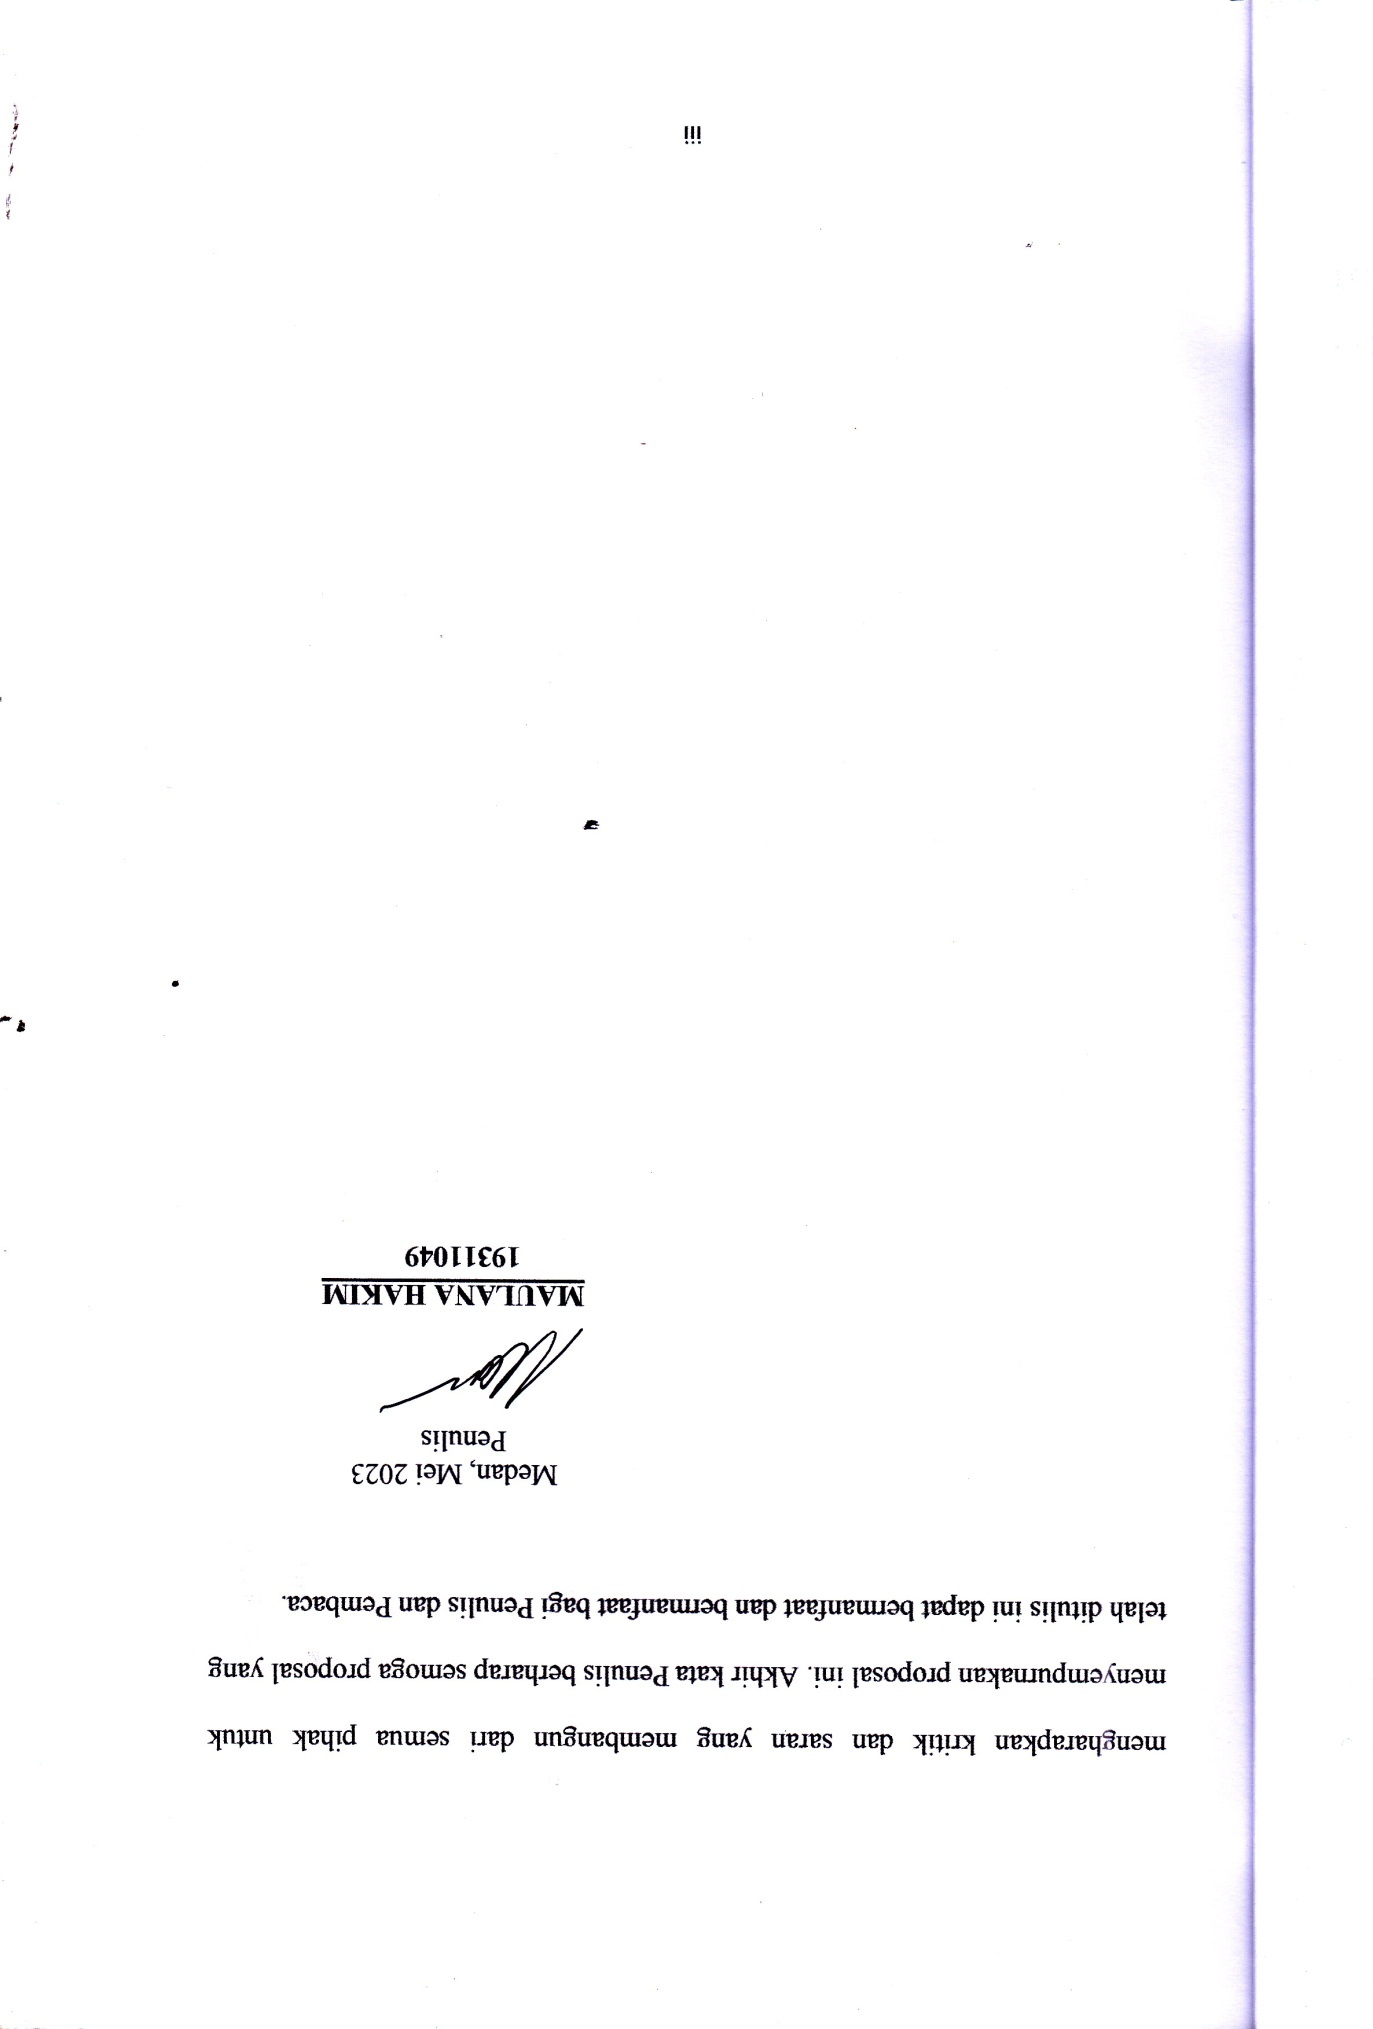 mengharapkan kritik dan saran yang membangun dari semua pihak untuk
menyempurnakan proposal ini. Akhir kata Penulis berharap semoga proposal yang
telah ditulis ini dapat bermanfaat dan bermanfaat bagi Penulis dan Pembaca.
Medan, Mei 2023
Penulis
MAULANA HAKIM
19311049
iii